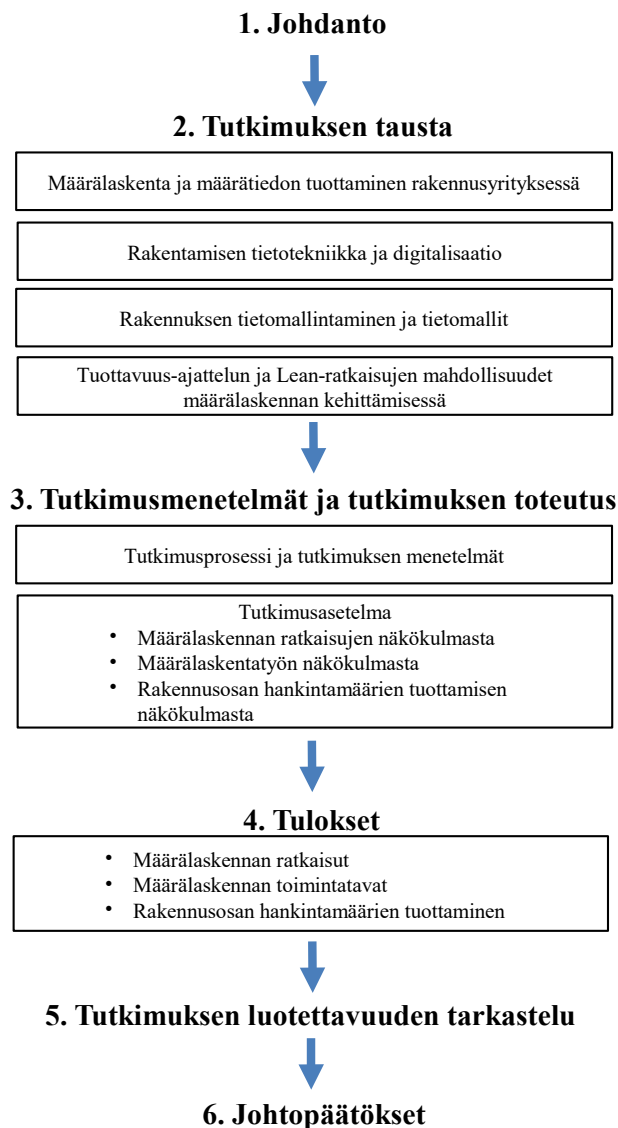 1. Johdanto
2. Tutkimuksen tausta
Määrälaskenta ja määrätiedon tuottaminen rakennusyrityksessä
Rakentamisen tietotekniikka ja digitalisaatio
Rakennuksen tietomallintaminen ja tietomallit
Tuottavuus-ajattelun ja Lean-ratkaisujen mahdollisuudet
määrälaskennan kehittämisessä
3. Tutkimusmenetelmät ja tutkimuksen toteutus
Tutkimusprosessi ja tutkimuksen menetelmät
Tutkimusasetelma
• Määrälaskennan ratkaisujen näkökulmasta
• Määrälaskentatyön näkökulmasta
• Rakennusosan hankintamäärien tuottamisen
näkökulmasta
4. Tulokset
• Määrälaskennan ratkaisut
• Määrälaskennan toimintatavat
• Rakennusosan hankintamäärien tuottaminen
5. Tutkimuksen luotettavuuden tarkastelu
6. Johtopäätökset